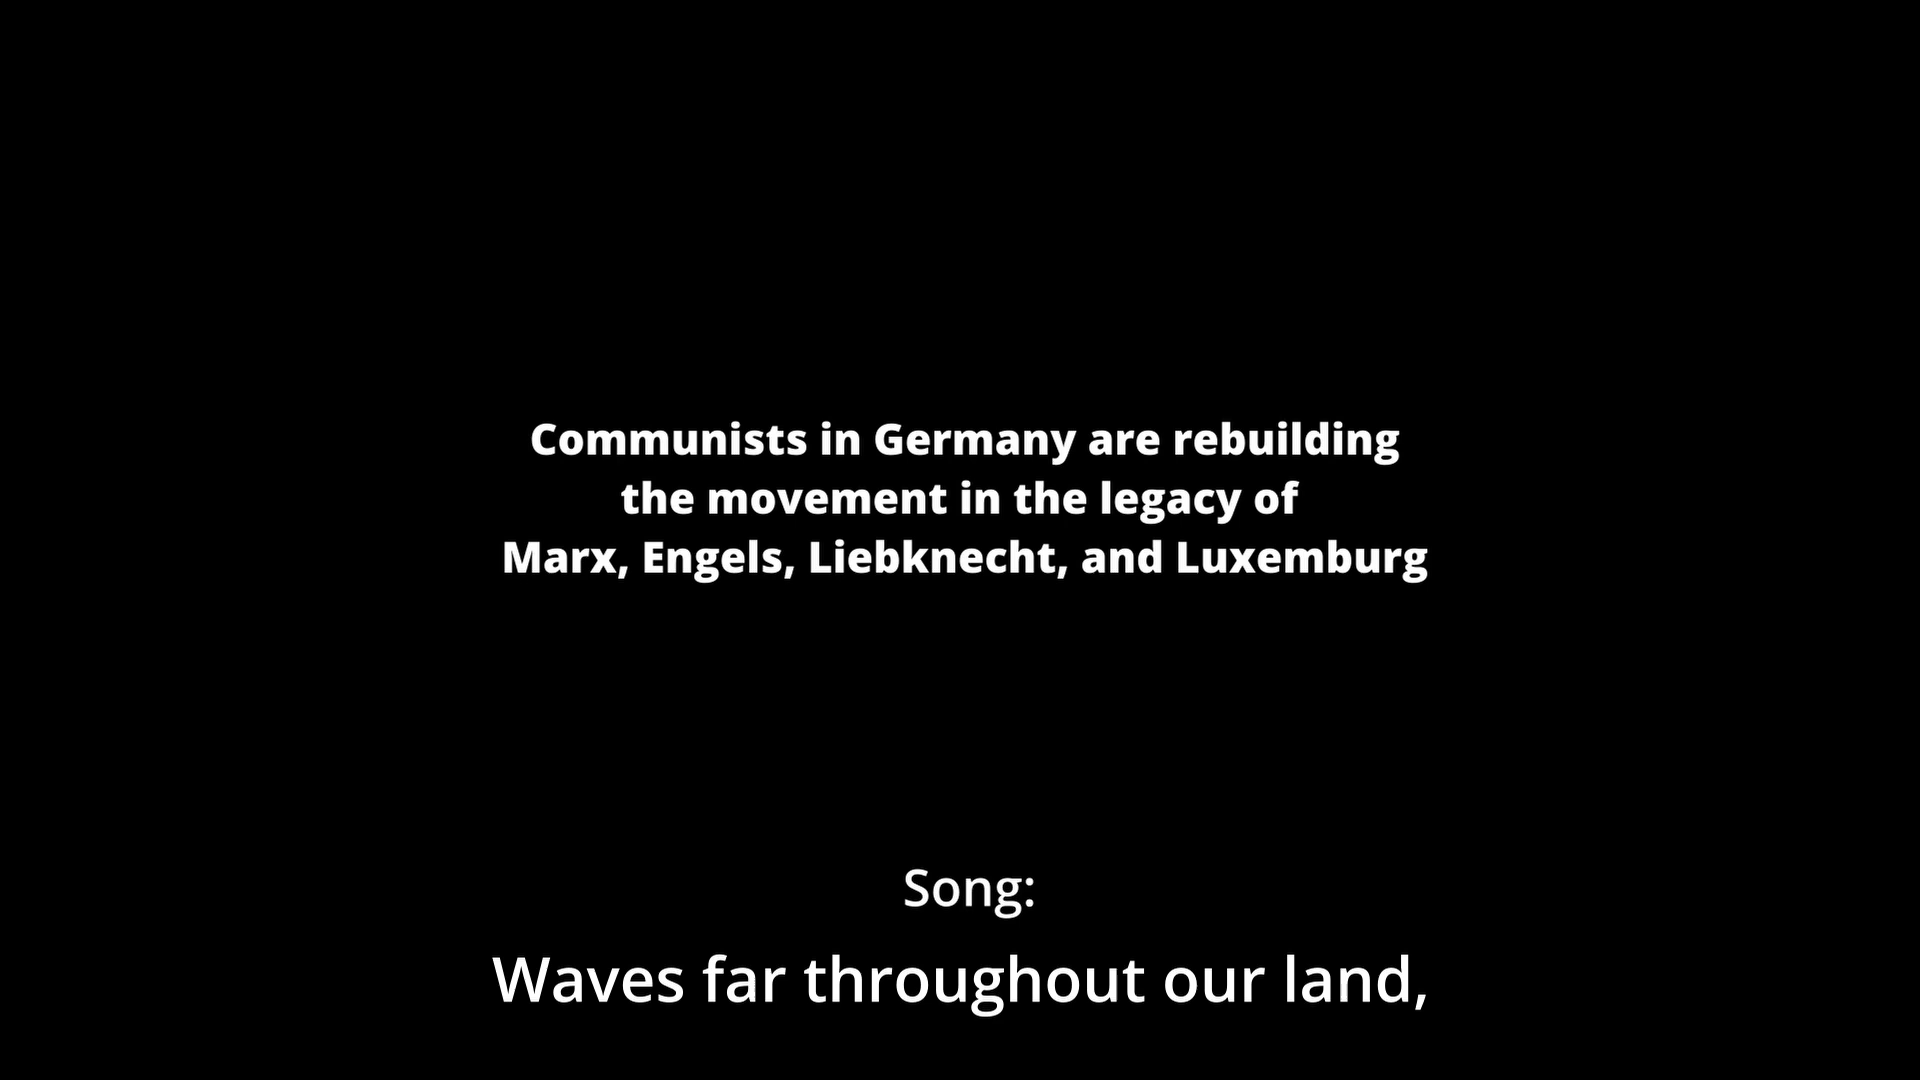 Communists in Germany are rebuilding
the movement in the legacy of
Marx, Engels, Liebknecht, and Luxemburg
Song:
Waves far throughout our land,